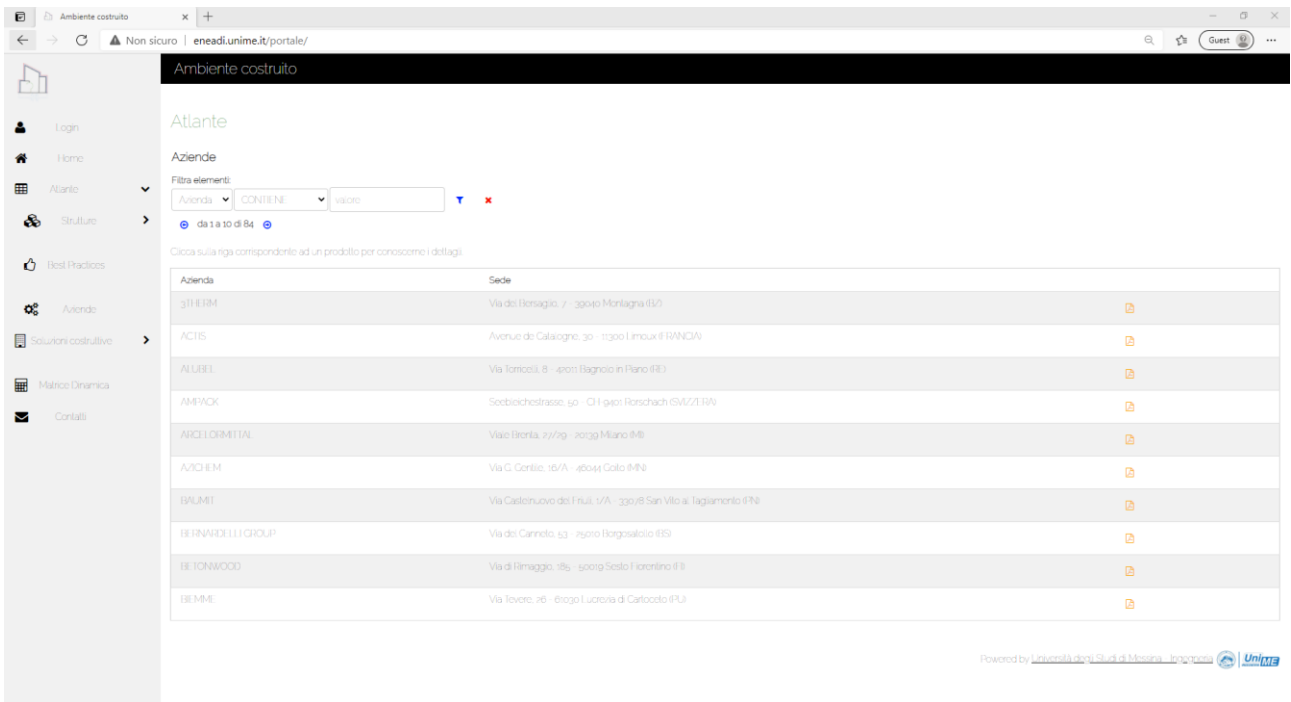 Ambiente costruito
Non sicuro | eneadi.unime.it/portale/
Guest
Ambiente costruito
Login
Home
Atlante
Strutture
Best Practices
Aziende
Soluzioni costruttive
Matrice Dinamica
Contatti
Atlante
Aziende
Filtra elementi:
Azienda CONTIENE valore
da 1 a 10 di 84
Clicca sulla riga corrispondente ad un prodotto per conoscerne i dettagli.
Azienda Sede
3THERM Via del Bersaglio, 7 - 39040 Montagna (BZ)
ACTIS Avenue de Catalogne, 30 - 11300 Limoux (FRANCIA)
ALUBEL Via Torricelli, 8 - 42011 Bagnolo in Piano (RE)
AMPACK Seebleichestrasse, 50 - CH-9401 Rorschach (SVIZZERA)
ARCELORMITTAL Viale Brenta, 27/29 - 20139 Milano (MI)
AZICHEM Via G. Gentile, 16/A - 46044 Goito (MN)
BAUMIT Via Castelnuovo del Friuli, 1/A - 33078 San Vito al Tagliamento (PN)
BERNARDELLI GROUP Via del Canneto, 53 - 25010 Borgosatollo (BS)
BETONWOOD Via di Rimaggio, 185 - 50019 Sesto Fiorentino (FI)
BIEMME Via Tevere, 26 - 61030 Lucrezia di Cartoceto (PU)
Powered by Università degli Studi di Messina - Ingegneria UniME